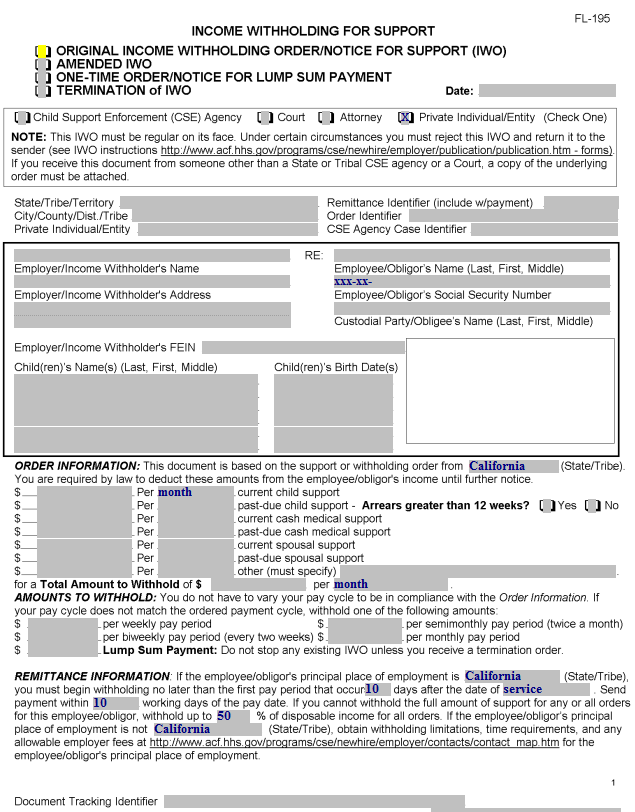 FL-195
INCOME WITHHOLDING FOR SUPPORT
ORIGINAL INCOME WITHHOLDING ORDER/NOTICE FOR SUPPORT (IWO)
AMENDED IWO
ONE-TIME ORDER/NOTICE FOR LUMP SUM PAYMENT
TERMINATION of IWO Date:
Child Support Enforcement (CSE) Agency Court Attorney X Private Individual/Entity (Check One)
NOTE: This IWO must be regular on its face. Under certain circumstances you must reject this IWO and return it to the
sender (see IWO instructions http://www.acf.hhs.gov/programs/cse/newhire/employer/publication/publication.htm - forms).
If you receive this document from someone other than a State or Tribal CSE agency or a Court, a copy of the underlying
order must be attached.
State/Tribe/Territory Remittance Identifier (include w/payment)
City/County/Dist./Tribe Order Identifier
Private Individual/Entity CSE Agency Case Identifier
RE:
Employer/Income Withholder's Name Employee/Obligor's Name (Last, First, Middle)
xxx-xx-
Employer/Income Withholder's Address Employee/Obligor's Social Security Number
Custodial Party/Obligee's Name (Last, First, Middle)
Employer/Income Withholder's FEIN
Child(ren)'s Name(s) (Last, First, Middle) Child(ren)'s Birth Date(s)
ORDER INFORMATION: This document is based on the support or withholding order from California (State/Tribe).
You are required by law to deduct these amounts from the employee/obligor's income until further notice.
$ Per month current child support
$ Per past-due child support - Arrears greater than 12 weeks? Yes No
$ Per current cash medical support
$ Per past-due cash medical support
$ Per current spousal support
$ Per past-due spousal support
$ Per other (must specify) .
for a Total Amount to Withhold of $ per month .
AMOUNTS TO WITHHOLD: You do not have to vary your pay cycle to be in compliance with the Order Information. If
your pay cycle does not match the ordered payment cycle, withhold one of the following amounts:
$ per weekly pay period $ per semimonthly pay period (twice a month)
$ per biweekly pay period (every two weeks) $ per monthly pay period
$ Lump Sum Payment: Do not stop any existing IWO unless you receive a termination order.
REMITTANCE INFORMATION: If the employee/obligor's principal place of employment is California (State/Tribe),
you must begin withholding no later than the first pay period that occur 10 days after the date of service . Send
payment within 10 working days of the pay date. If you cannot withhold the full amount of support for any or all orders
for this employee/obligor, withhold up to 50 % of disposable income for all orders. If the employee/obligor's principal
place of employment is not California (State/Tribe), obtain withholding limitations, time requirements, and any
allowable employer fees at http://www.acf.hhs.gov/programs/cse/newhire/employer/contacts/contact_map.htm for the
employee/obligor's principal place of employment.
1
Document Tracking Identifier